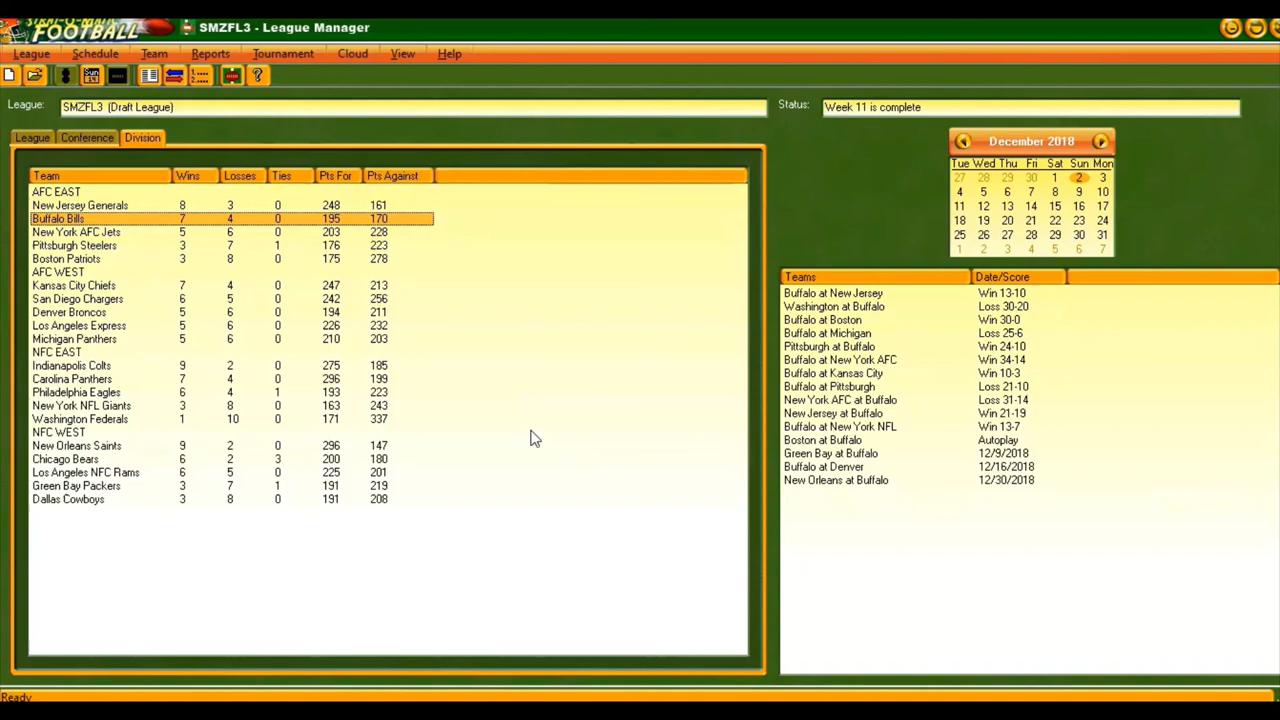 STRAT-O-MATIC
FOOTBALL
SMZFL3 - League Manager
League Schedule Team Reports Tournament Cloud View Help
League: SMZFL3 (Draft League) Status: Week 11 is complete
League Conference Division
Team Wins Losses Ties Pts For Pts Against
AFC EAST
New Jersey Generals 8 3 0 248 161
Buffalo Bills 7 4 0 195 170
New York AFC Jets 5 6 0 203 228
Pittsburgh Steelers 3 7 1 176 223
Boston Patriots 3 8 0 175 278
AFC WEST
Kansas City Chiefs 7 4 0 247 213
San Diego Chargers 6 5 0 242 256
Denver Broncos 5 6 0 194 211
Los Angeles Express 5 6 0 226 232
Michigan Panthers 5 6 0 210 203
NFC EAST
Indianapolis Colts 9 2 0 275 185
Carolina Panthers 7 4 0 296 199
Philadelphia Eagles 6 4 1 193 223
New York NFL Giants 3 8 0 163 243
Washington Federals 1 10 0 171 337
NFC WEST
New Orleans Saints 9 2 0 296 147
Chicago Bears 6 2 3 200 180
Los Angeles NFC Rams 6 5 0 225 201
Green Bay Packers 3 7 1 191 219
Dallas Cowboys 3 8 0 191 208
December 2018
Tue Wed Thu Fri Sat Sun Mon
27 28 29 30 1 2 3
4 5 6 7 8 9 10
11 12 13 14 15 16 17
18 19 20 21 22 23 24
25 26 27 28 29 30 31
1 2 3 4 5 6 7
Teams Date/Score
Buffalo at New Jersey Win 13-10
Washington at Buffalo Loss 30-20
Buffalo at Boston Win 30-0
Buffalo at Michigan Loss 25-6
Pittsburgh at Buffalo Win 24-10
Buffalo at New York AFC Win 34-14
Buffalo at Kansas City Win 10-3
Buffalo at Pittsburgh Loss 21-10
New York AFC at Buffalo Loss 31-14
New Jersey at Buffalo Win 21-19
Buffalo at New York NFL Win 13-7
Boston at Buffalo Autoplay
Green Bay at Buffalo 12/9/2018
Buffalo at Denver 12/16/2018
New Orleans at Buffalo 12/30/2018
Ready